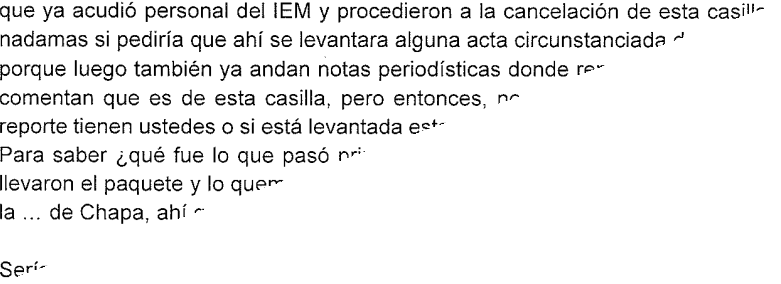 que ya acudió personal del IEM y procedieron a la cancelación de esta
nadamas si pediría que ahí se levantara alguna acta circunstanciada
porque luego también ya andan notas periodísticas donde
comentan que es de esta casilla, pero entonces,
reporte tienen ustedes o si está levantada
Para saber ¿qué fue lo que pasó
llevaron el paquete y lo
la ... de Chapa, ahí